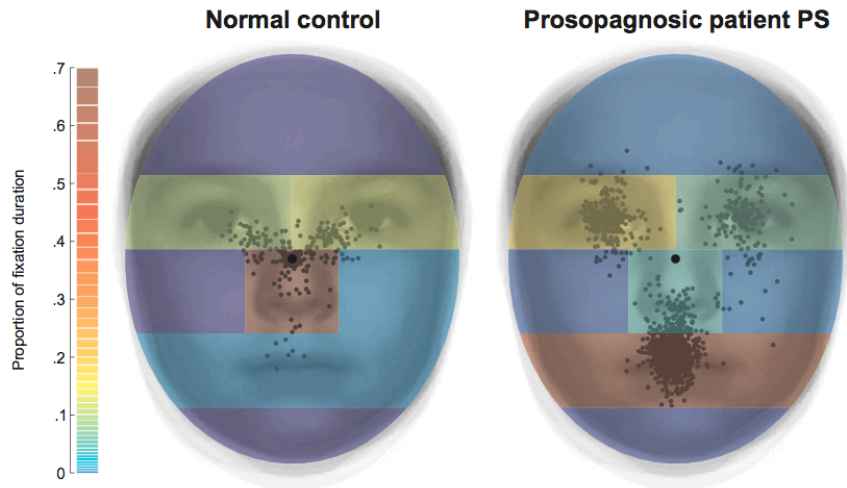 Normal control
Prosopagnosic patient PS
Proportion of fixation duration
.7
.6
.5
.4
.3
.2
.1
0